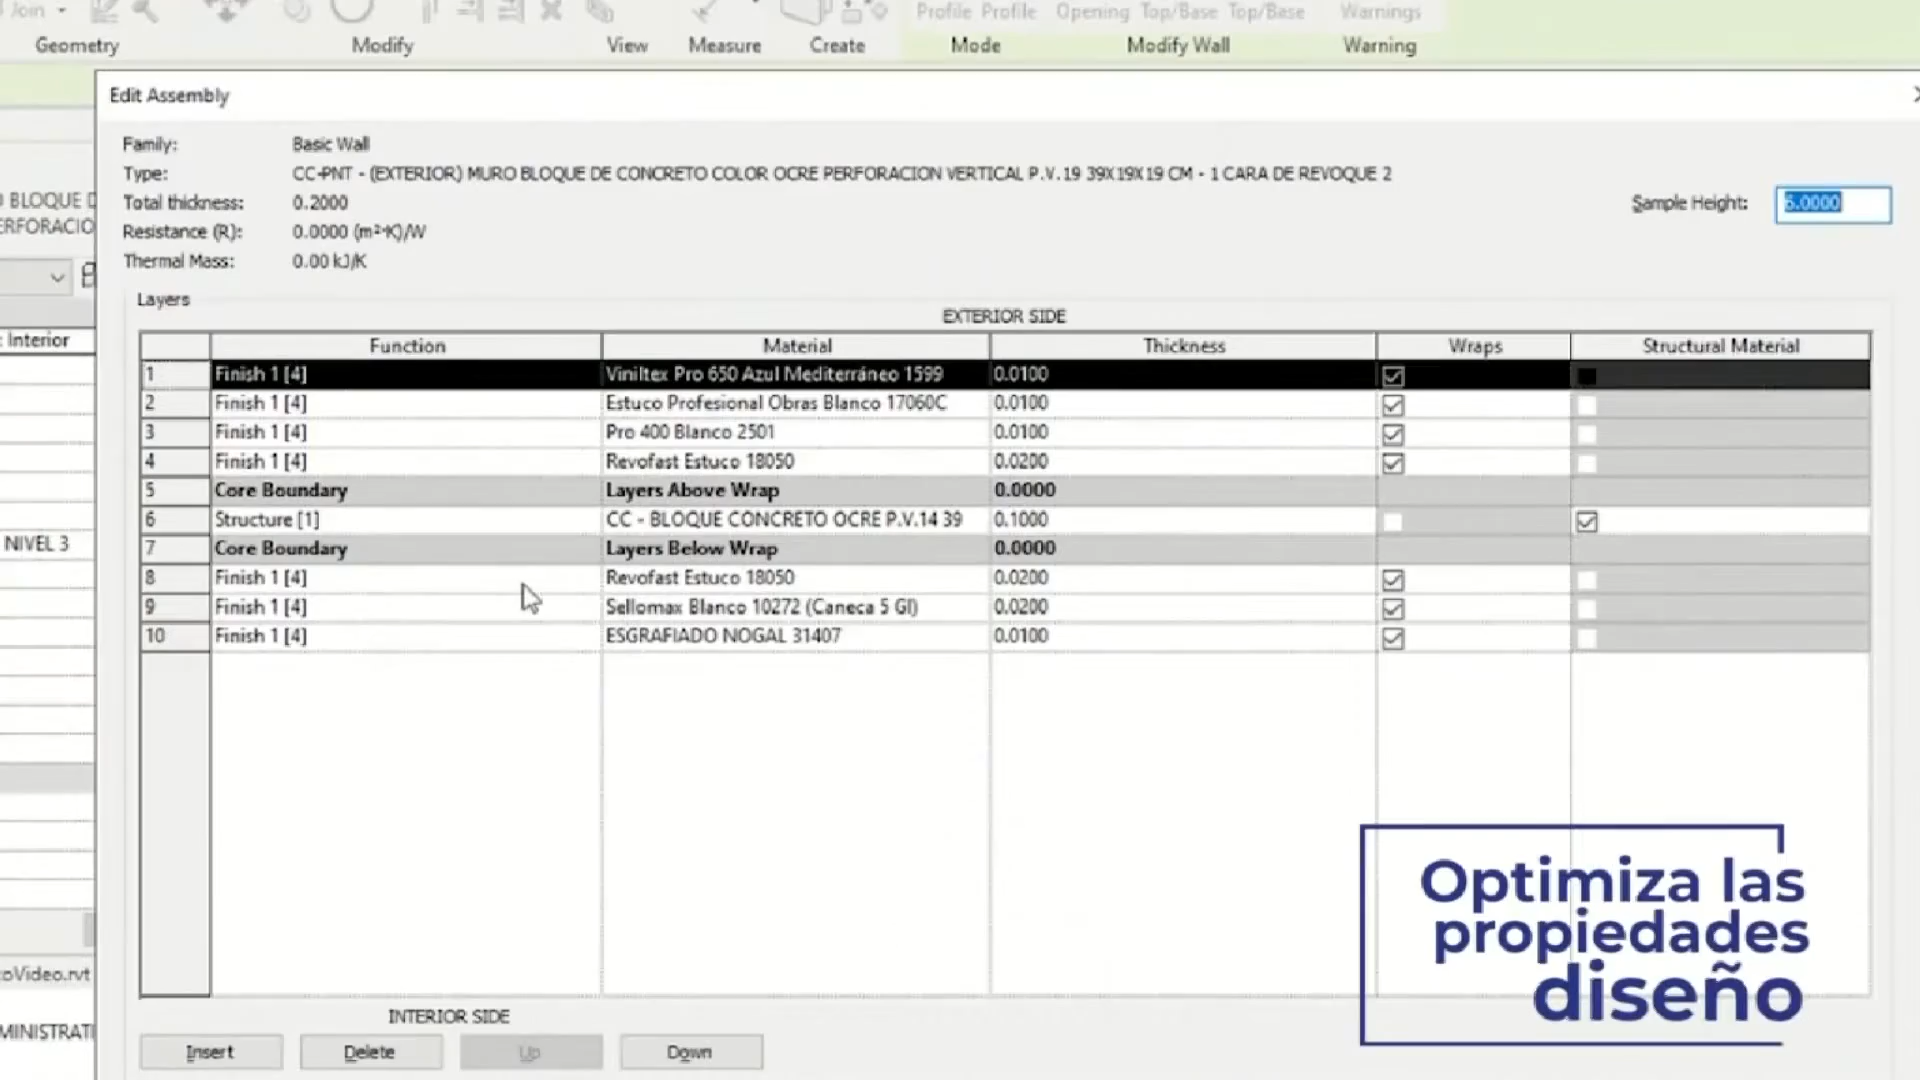 Join
Profile Profile Opening Top/Base Top/Base Warnings
Geometry Modify View Measure Create Mode Modify Wall Warning
Edit Assembly
Family: Basic Wall
Type: CC-PNT - (EXTERIOR) MURO BLOQUE DE CONCRETO COLOR OCRE PERFORACION VERTICAL P.V.19 39X19X19 CM - 1 CARA DE REVOQUE 2
Total thickness: 0.2000
Sample Height: 6.0000
Resistance (R): 0.0000 (m²·K)/W
Thermal Mass: 0.00 kJ/K
BLOQUE D
ERFORACIO
: Interior
NIVEL 3
oVideo.rvt
MINISTRATI
Layers
EXTERIOR SIDE
Function Material Thickness Wraps Structural Material
1 Finish 1 [4] Viniltex Pro 650 Azul Mediterráneo 1599 0.0100
2 Finish 1 [4] Estuco Profesional Obras Blanco 17060C 0.0100
3 Finish 1 [4] Pro 400 Blanco 2501 0.0100
4 Finish 1 [4] Revofast Estuco 18050 0.0200
5 Core Boundary Layers Above Wrap 0.0000
6 Structure [1] CC - BLOQUE CONCRETO OCRE P.V.14 39 0.1000
7 Core Boundary Layers Below Wrap 0.0000
8 Finish 1 [4] Revofast Estuco 18050 0.0200
9 Finish 1 [4] Sellomax Blanco 10272 (Caneca 5 Gl) 0.0200
10 Finish 1 [4] ESGRAFIADO NOGAL 31407 0.0100
INTERIOR SIDE
Insert Delete Up Down
Optimiza las
propiedades
diseño